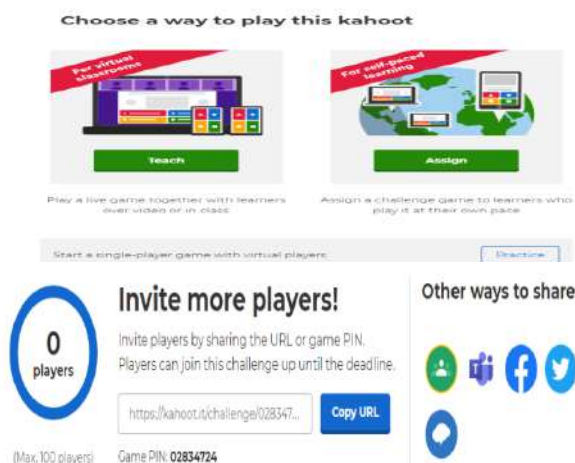 Choose a way to play this kahoot
Per virtual
classrooms
For self-paced
learning
Teach
Assign
Play a live game together with learners
over video or in class
Assign a challenge game to learners who
play it at their own pace
Start a single-player game with virtual players
Practice
0
players
(Max. 100 players)
Invite more players!
Invite players by sharing the URL or game PIN.
Players can join this challenge up until the deadline.
https://kahoot.it/challenge/028347...
Copy URL
Game PIN: 02834724
Other ways to share